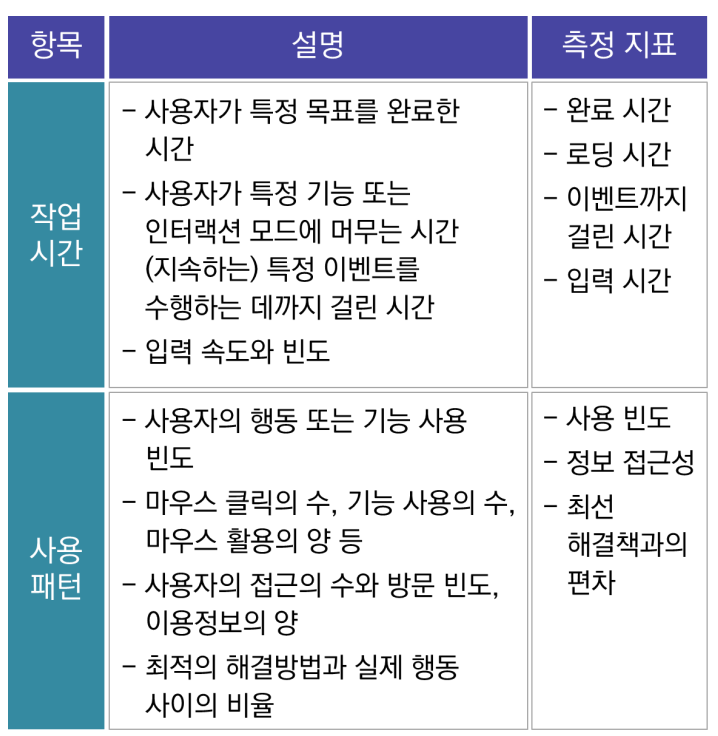 항목
설명
측정 지표
작업
시간
– 사용자가 특정 목표를 완료한
시간
– 사용자가 특정 기능 또는
인터랙션 모드에 머무는 시간
(지속하는) 특정 이벤트를
수행하는 데까지 걸린 시간
– 입력 속도와 빈도
– 완료 시간
– 로딩 시간
– 이벤트까지
걸린 시간
– 입력 시간
사용
패턴
– 사용자의 행동 또는 기능 사용
빈도
– 마우스 클릭의 수, 기능 사용의 수,
마우스 활용의 양 등
– 사용자의 접근의 수와 방문 빈도,
이용정보의 양
– 최적의 해결방법과 실제 행동
사이의 비율
– 사용 빈도
– 정보 접근성
– 최선
해결책과의
편차